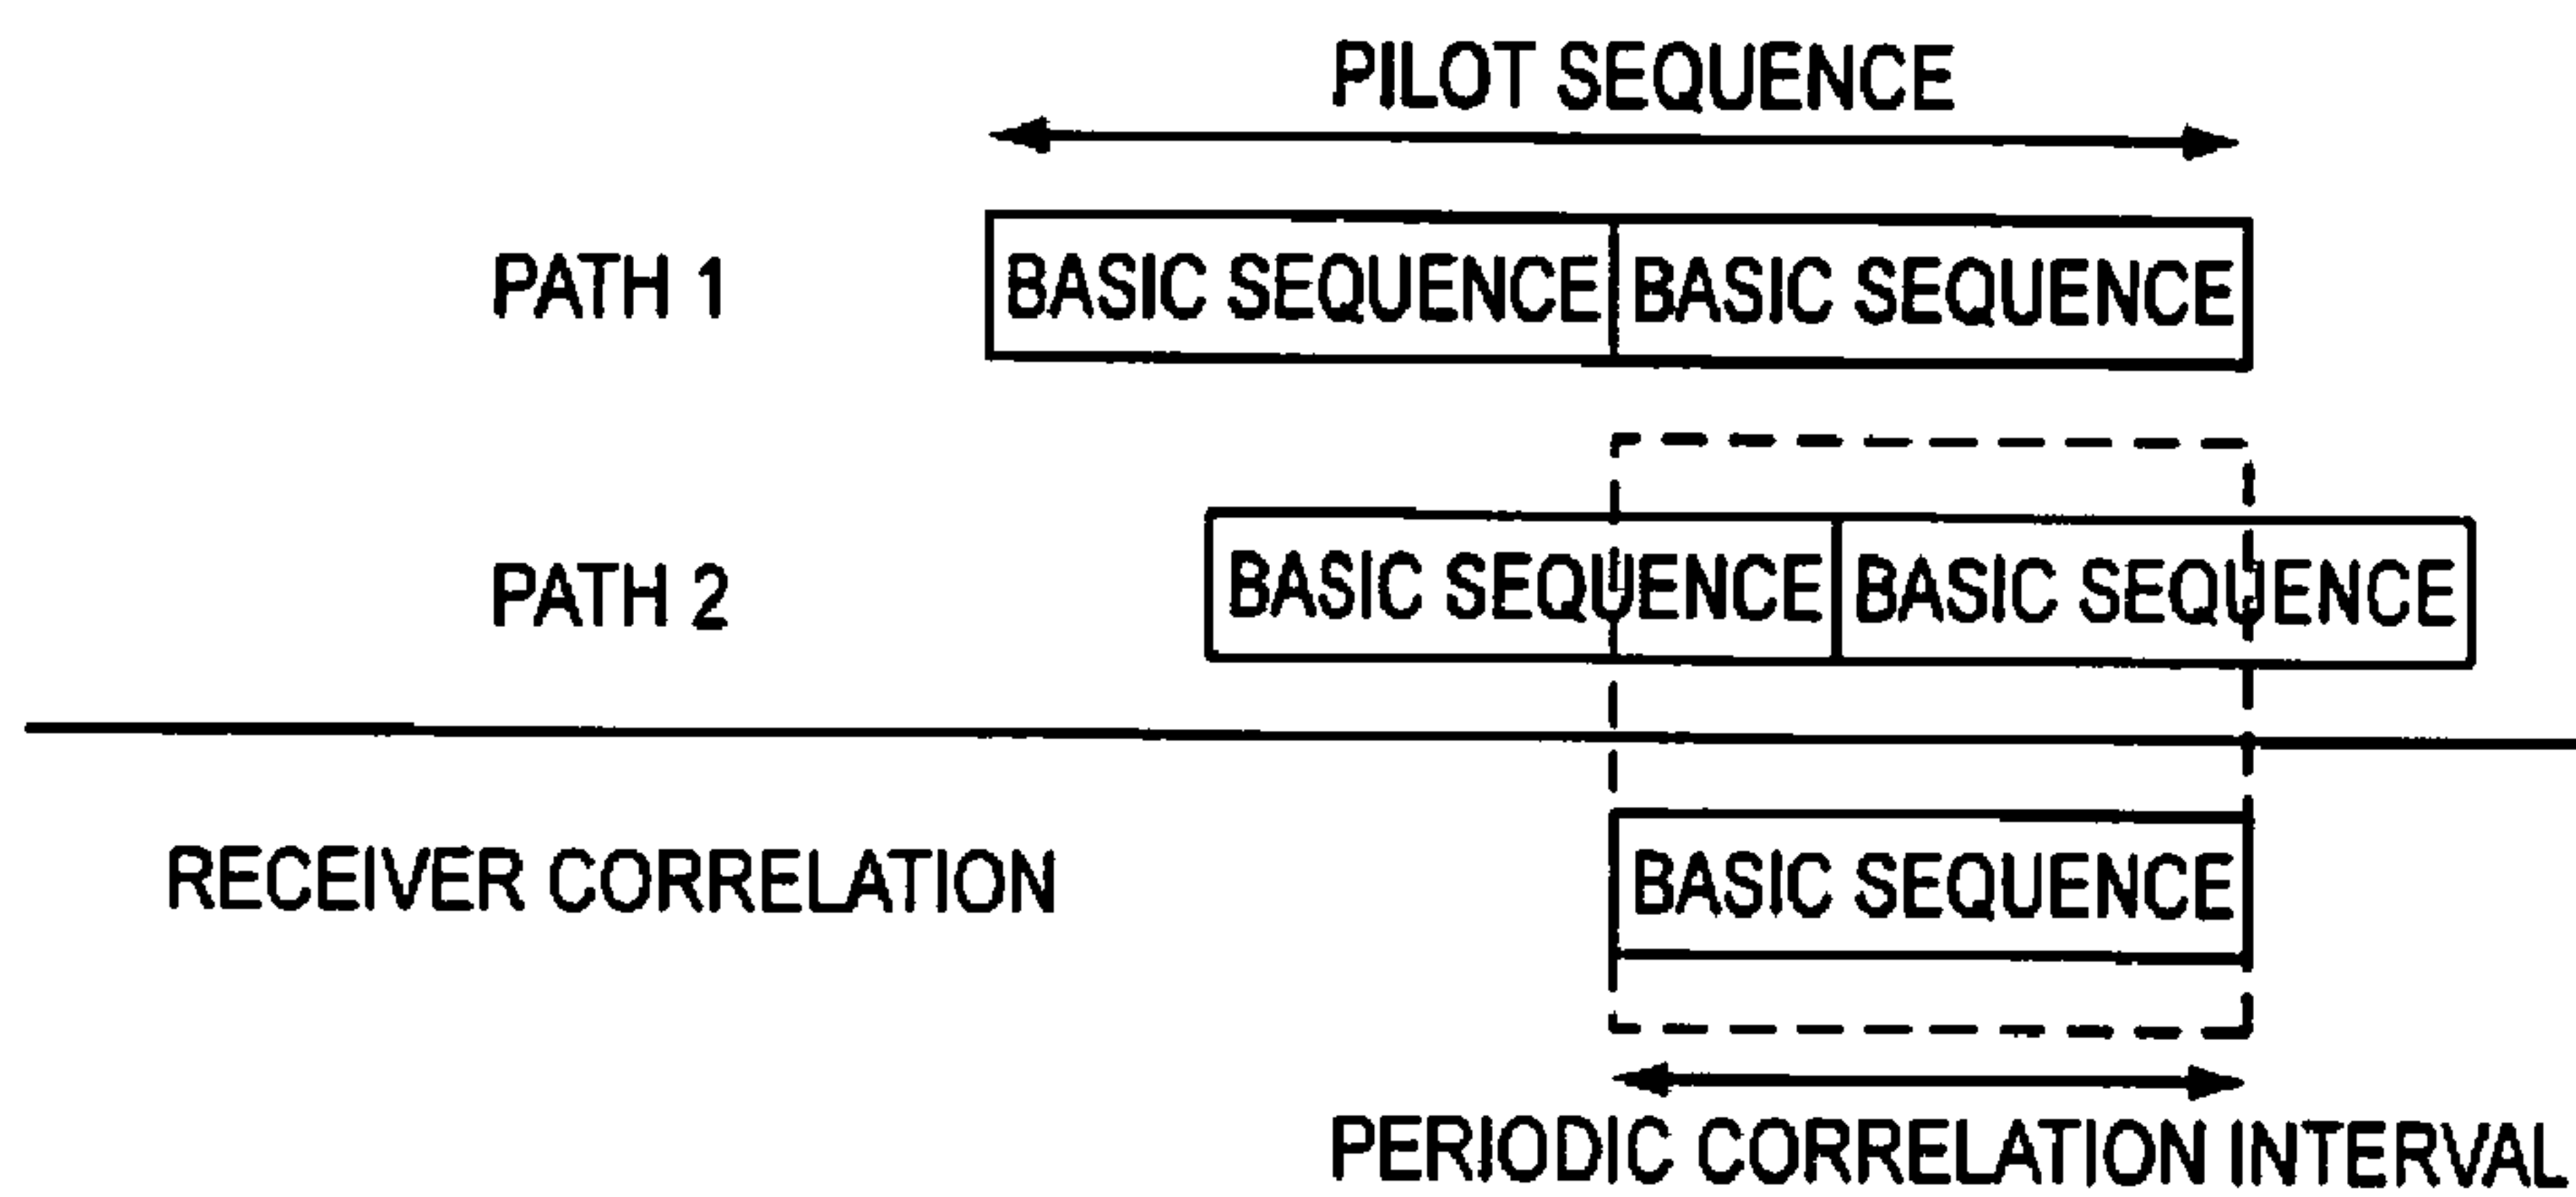 PILOT SEQUENCE
PATH 1 BASIC SEQUENCE BASIC SEQUENCE
PATH 2 BASIC SEQUENCE BASIC SEQUENCE
RECEIVER CORRELATION BASIC SEQUENCE
PERIODIC CORRELATION INTERVAL